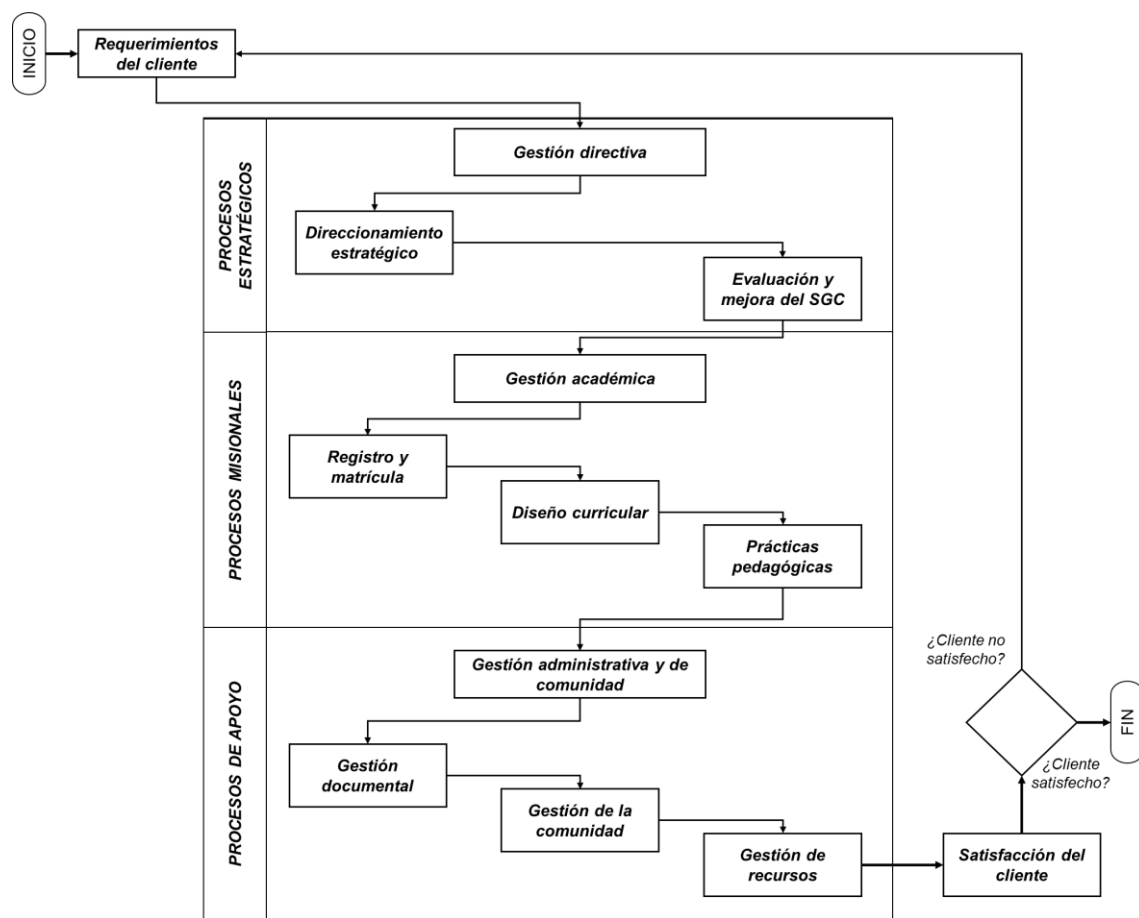 INICIO
Requerimientos
del cliente
PROCESOS
ESTRATÉGICOS
Gestión directiva
Direccionamiento
estratégico
Evaluación y
mejora del SGC
PROCESOS MISIONALES
Gestión académica
Registro y
matrícula
Diseño curricular
Prácticas
pedagógicas
PROCESOS DE APOYO
Gestión administrativa y de
comunidad
Gestión
documental
Gestión de la
comunidad
Gestión de
recursos
Satisfacción del
cliente
¿Cliente no
satisfecho?
¿Cliente
satisfecho?
FIN